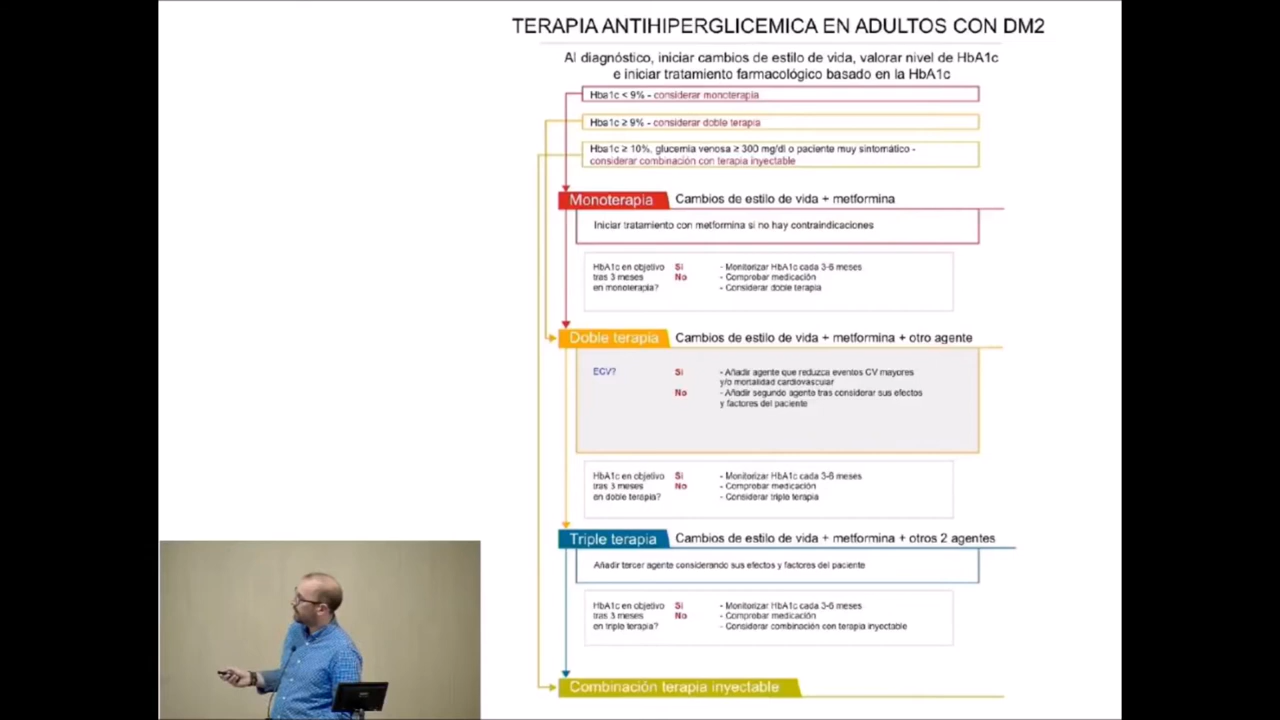 TERAPIA ANTIHIPERGLICEMICA EN ADULTOS CON DM2
Al diagnóstico, iniciar cambios de estilo de vida, valorar nivel de HbA1c
e iniciar tratamiento farmacológico basado en la HbA1c
Hba1c < 9% - considerar monoterapia
Hba1c ≥ 9% - considerar doble terapia
Hba1c ≥ 10%, glucemia venosa ≥ 300 mg/dl o paciente muy sintomático -
considerar combinación con terapia inyectable
Monoterapia Cambios de estilo de vida + metformina
Iniciar tratamiento con metformina si no hay contraindicaciones
HbA1c en objetivo Si - Monitorizar HbA1c cada 3-6 meses
tras 3 meses No - Comprobar medicación
en monoterapia? - Considerar doble terapia
Doble terapia Cambios de estilo de vida + metformina + otro agente
ECV? Si - Añadir agente que reduzca eventos CV mayores
y/o mortalidad cardiovascular
No - Añadir segundo agente tras considerar sus efectos
y factores del paciente
HbA1c en objetivo Si - Monitorizar HbA1c cada 3-6 meses
tras 3 meses No - Comprobar medicación
en doble terapia? - Considerar triple terapia
Triple terapia Cambios de estilo de vida + metformina + otros 2 agentes
Añadir tercer agente considerando sus efectos y factores del paciente
HbA1c en objetivo Si - Monitorizar HbA1c cada 3-6 meses
tras 3 meses No - Comprobar medicación
en triple terapia? - Considerar combinación con terapia inyectable
Combinación terapia inyectable